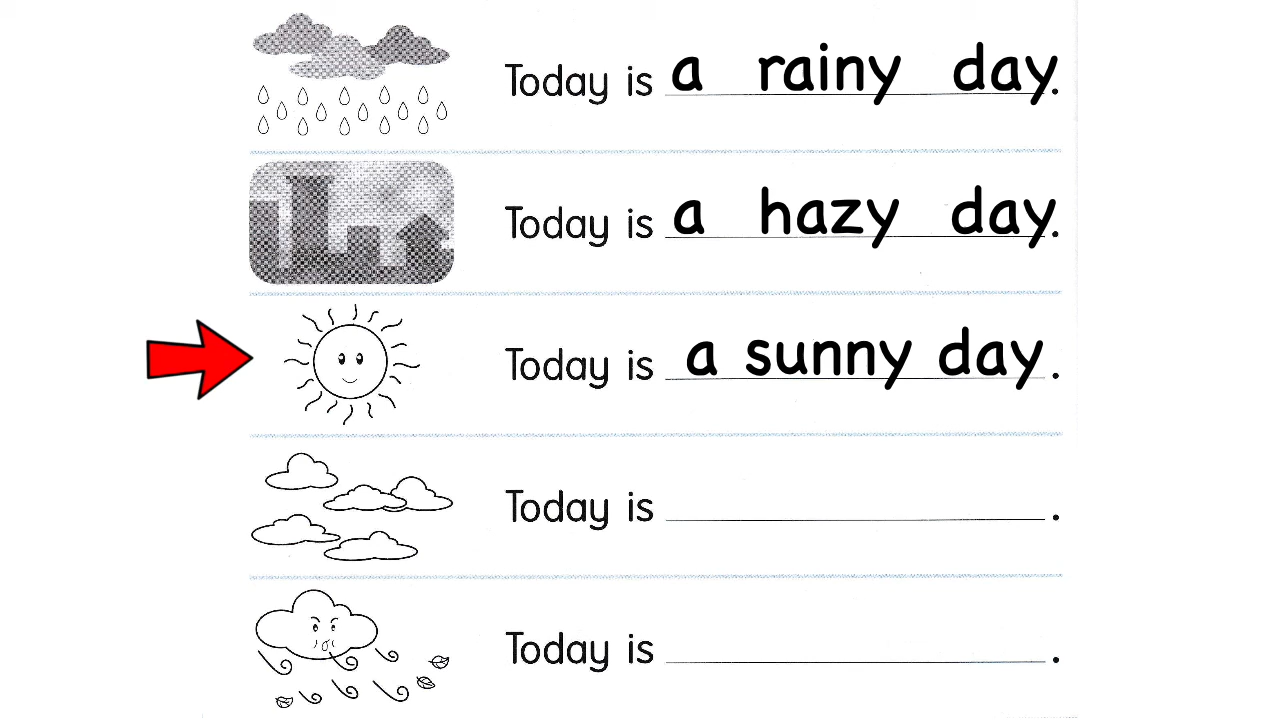 Today is a rainy day.
Today is a hazy day.
Today is a sunny day.
Today is .
Today is .